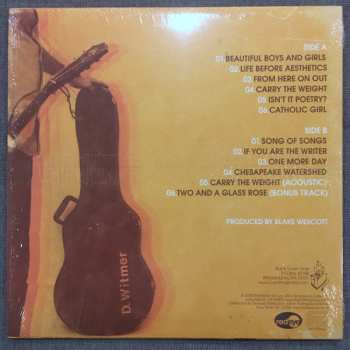 SIDE A
01 BEAUTIFUL BOYS AND GIRLS
02 LIFE BEFORE AESTHETICS
03 FROM HERE ON OUT
04 CARRY THE WEIGHT
05 ISN'T IT POETRY?
06 CATHOLIC GIRL
SIDE B
01 SONG OF SONGS
02 IF YOU ARE THE WRITER
03 ONE MORE DAY
04 CHESAPEAKE WATERSHED
05 CARRY THE WEIGHT (ACOUSTIC)
06 TWO AND A GLASS ROSE (BONUS TRACK)
PRODUCED BY BLAKE WESCOTT
D. Witmer